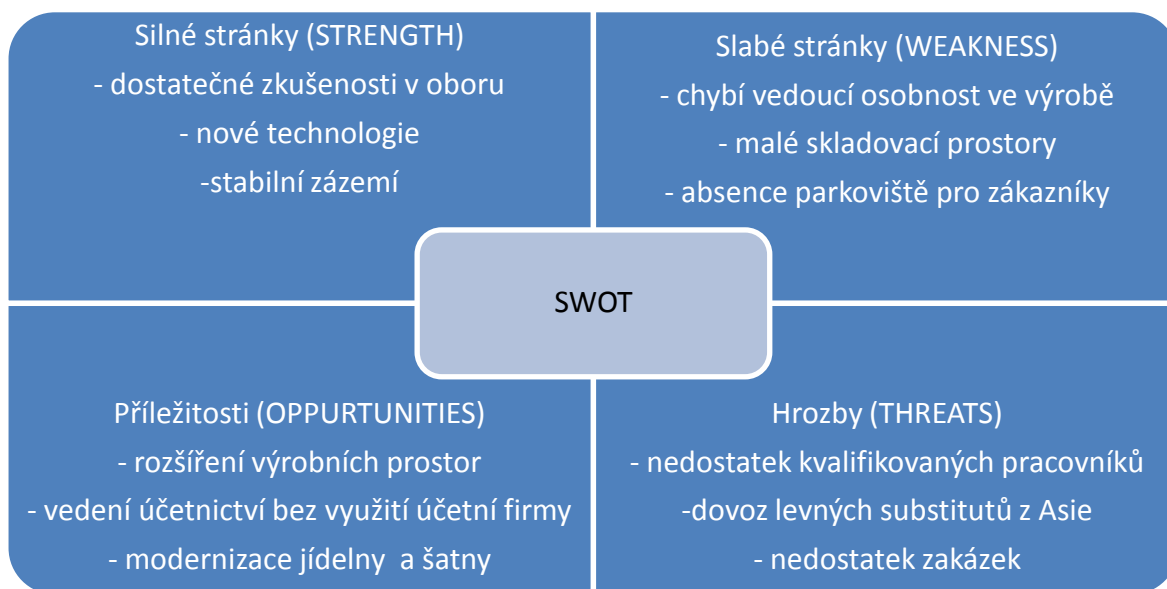 Silné stránky (STRENGTH)
- dostatečné zkušenosti v oboru
- nové technologie
-stabilní zázemí
Slabé stránky (WEAKNESS)
- chybí vedoucí osobnost ve výrobě
- malé skladovací prostory
- absence parkoviště pro zákazníky
SWOT
Příležitosti (OPPURTUNITIES)
- rozšíření výrobních prostor
- vedení účetnictví bez využití účetní firmy
- modernizace jídelny  a šatny
Hrozby (THREATS)
- nedostatek kvalifikovaných pracovníků
-dovoz levných substitutů z Asie
- nedostatek zakázek